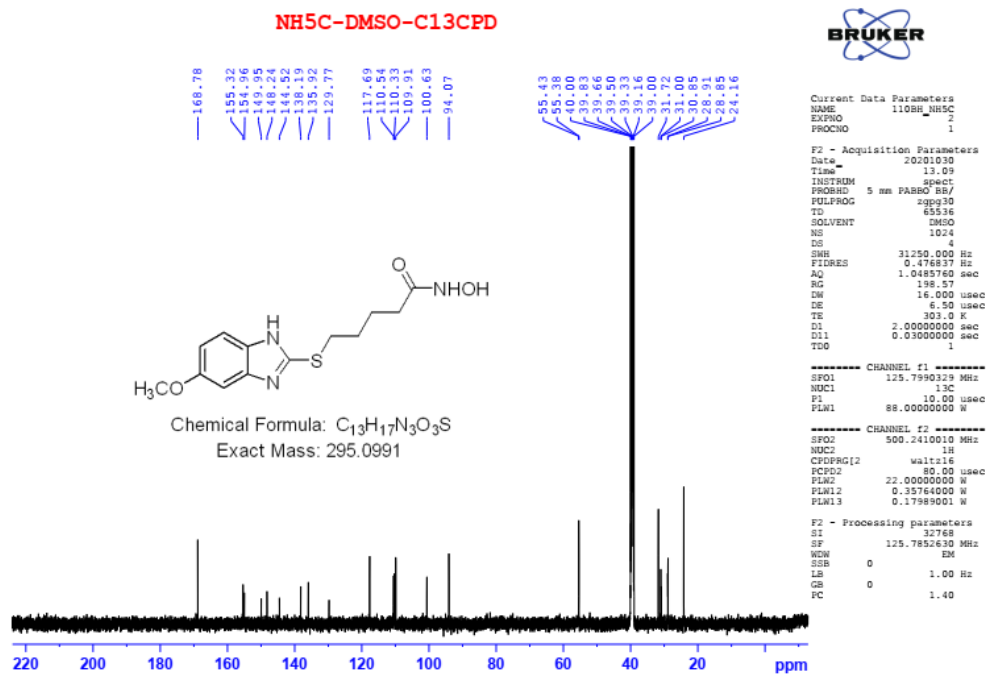 NH5C-DMSO-C13CPD
BRUKER
168.78
155.32
154.96
149.95
148.24
144.52
138.19
135.92
129.77
117.69
110.54
110.33
109.91
100.63
94.07
55.43
55.38
40.00
39.83
39.66
39.50
39.33
39.16
39.00
31.72
31.00
30.85
28.91
28.85
24.16
Current Data Parameters
NAME 110BH_NH5C
EXPNO 2
PROCNO 1
F2 - Acquisition Parameters
Date_ 20201030
Time 13.09
INSTRUM spect
PROBHD 5 mm PABBO BB/
PULPROG zgpg30
TD 65536
SOLVENT DMSO
NS 1024
DS 4
SWH 31250.000 Hz
FIDRES 0.476837 Hz
AQ 1.0485760 sec
RG 198.57
DW 16.000 usec
DE 6.50 usec
TE 303.0 K
D1 2.00000000 sec
D11 0.03000000 sec
TD0 1
======== CHANNEL f1 ========
SFO1 125.7990329 MHz
NUC1 13C
P1 10.00 usec
PLW1 88.00000000 W
======== CHANNEL f2 ========
SFO2 500.2410010 MHz
NUC2 1H
CPDPRG[2 waltz16
PCPD2 80.00 usec
PLW2 22.00000000 W
PLW12 0.35764000 W
PLW13 0.17989001 W
F2 - Processing parameters
SI 32768
SF 125.7852630 MHz
WDW EM
SSB 0
LB 1.00 Hz
GB 0
PC 1.40
O
NHOH
H
N
S
N
H3CO
Chemical Formula: C13H17N3O3S
Exact Mass: 295.0991
220 200 180 160 140 120 100 80 60 40 20 ppm